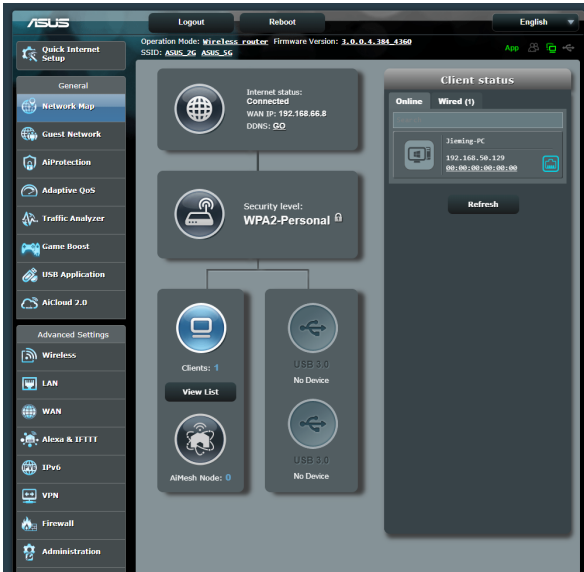 ASUS
Logout
Reboot
English
Operation Mode: Wireless router Firmware Version: 3.0.0.4.384_4360
SSID: ASUS_2G ASUS_5G
App
Quick Internet
Setup
General
Network Map
Guest Network
AiProtection
Adaptive QoS
Traffic Analyzer
Game Boost
USB Application
AiCloud 2.0
Advanced Settings
Wireless
LAN
WAN
Alexa & IFTTT
IPv6
VPN
Firewall
Administration
Internet status:
Connected
WAN IP: 192.168.66.8
DDNS: GO
Security level:
WPA2-Personal
Clients: 1
View List
AiMesh Node: 0
USB 3.0
No Device
USB 3.0
No Device
Client status
Online
Wired (1)
Jieming-PC
192.168.50.129
00:00:00:00:00:00
Refresh